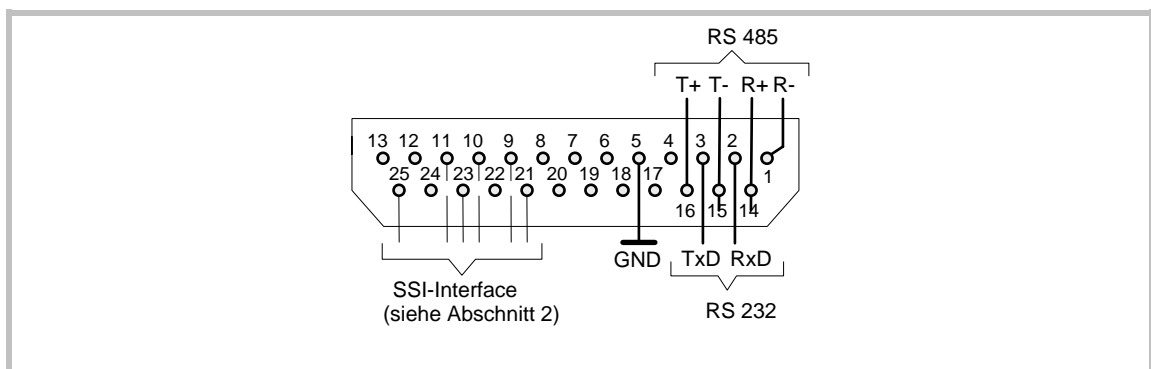 RS 485
T+ T- R+ R-
13 12 11 10 9 8 7 6 5 4 3 2 1
25 24 23 22 21 20 19 18 17 16 15 14
GND TxD RxD
SSI-Interface
(siehe Abschnitt 2)
RS 232